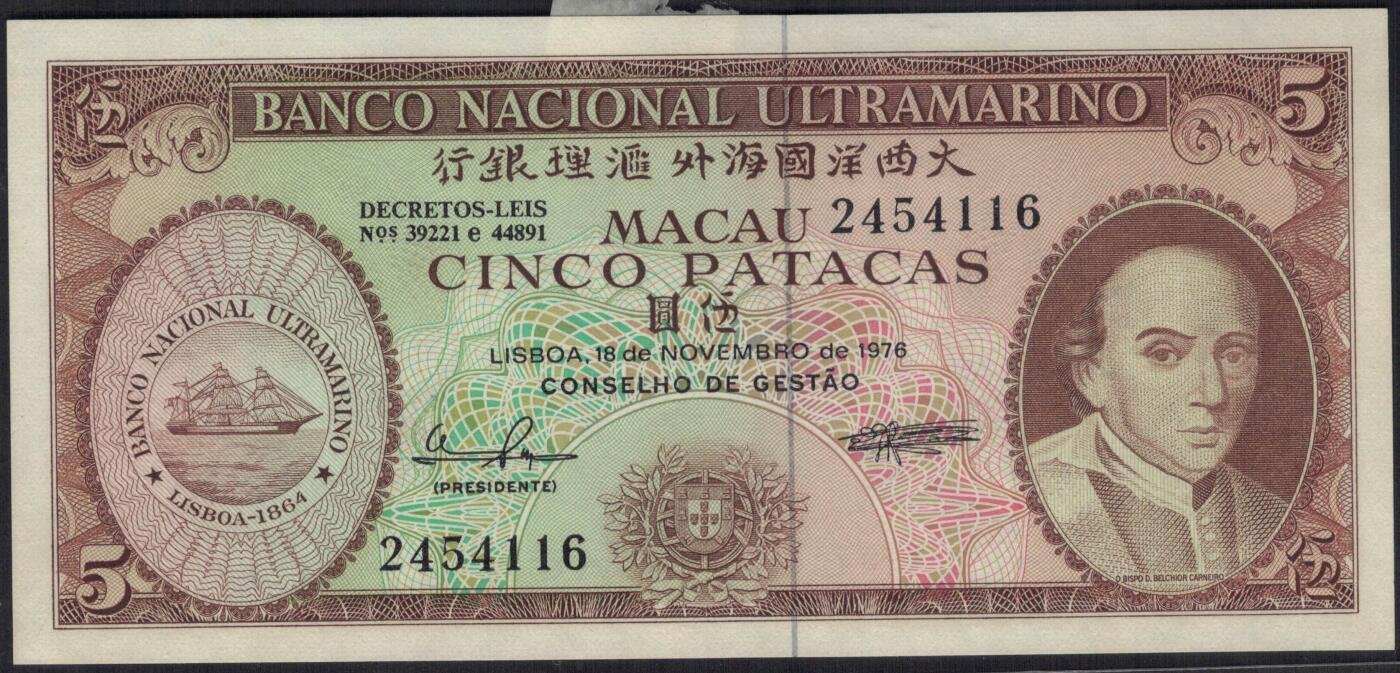 伍
BANCO NACIONAL ULTRAMARINO
5
行銀理滙外海國洋西大
DECRETOS-LEIS
Nos. 39221 e 44891
MACAU 2454116
CINCO PATACAS
圓伍
LISBOA, 18 de NOVEMBRO de 1976
CONSELHO DE GESTÃO
(PRESIDENTE)
BANCO NACIONAL ULTRAMARINO
★ LISBOA-1864 ★
2454116
5
O BISPO D. BELCHIOR CARNEIRO
伍